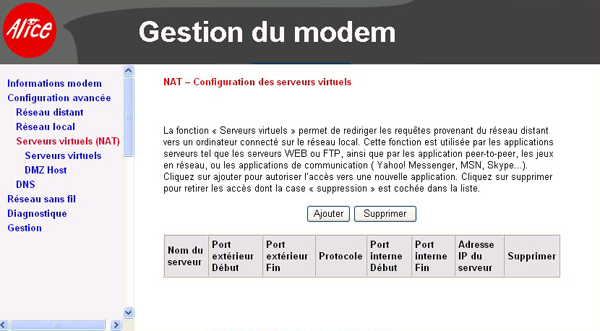 Alice
Gestion du modem
Informations modem
Configuration avancée
Réseau distant
Réseau local
Serveurs virtuels (NAT)
Serveurs virtuels
DMZ Host
DNS
Réseau sans fil
Diagnostique
Gestion
NAT – Configuration des serveurs virtuels
La fonction « Serveurs virtuels » permet de rediriger les requêtes provenant du réseau distant
vers un ordinateur connecté sur le réseau local. Cette fonction est utilisée par les applications
serveurs tel que les serveurs WEB ou FTP, ainsi que par les application peer-to-peer, les jeux
en réseau, ou les applications de communication ( Yahoo! Messenger, MSN, Skype...).
Cliquez sur ajouter pour autoriser l'accès vers une nouvelle application. Cliquez sur supprimer
pour retirer les accès dont la case « suppression » est cochée dans la liste.
Ajouter Supprimer
Nom du serveur
Port extérieur Début
Port extérieur Fin
Protocole
Port interne Début
Port interne Fin
Adresse IP du serveur
Supprimer